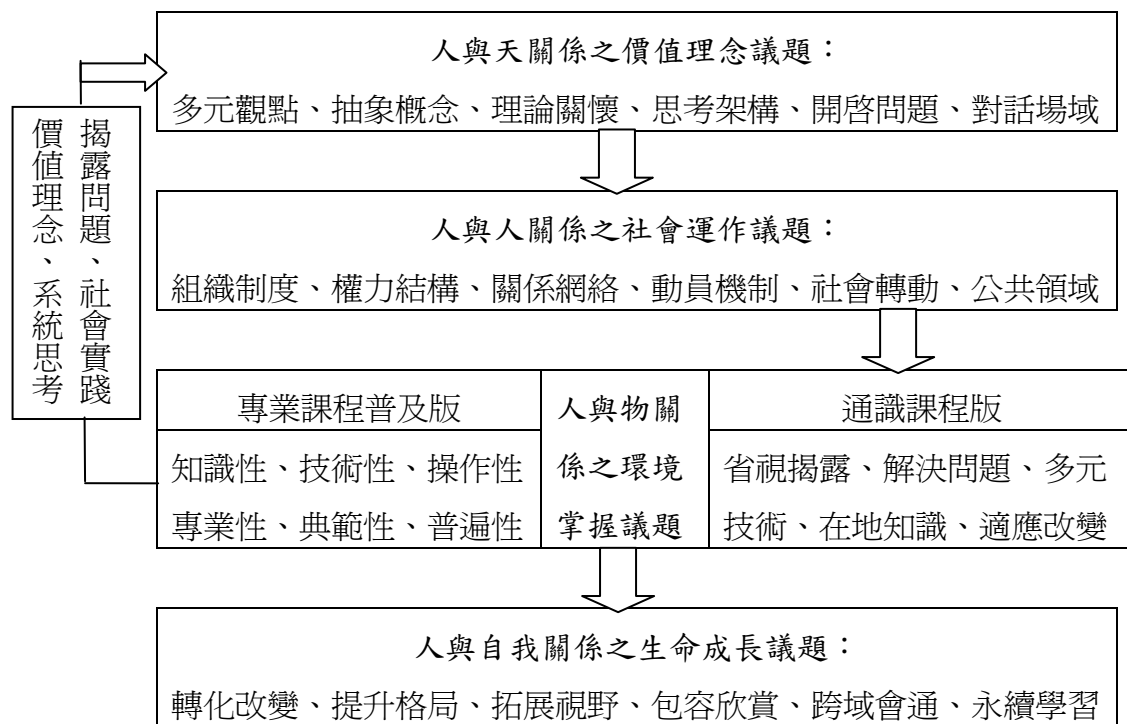 人與天關係之價值理念議題：
多元觀點、抽象概念、理論關懷、思考架構、開啓問題、對話場域
揭露問題、社會實踐
價值理念、系統思考
人與人關係之社會運作議題：
組織制度、權力結構、關係網絡、動員機制、社會轉動、公共領域
專業課程普及版
知識性、技術性、操作性
專業性、典範性、普遍性
人與物關
係之環境
掌握議題
通識課程版
省視揭露、解決問題、多元
技術、在地知識、適應改變
人與自我關係之生命成長議題：
轉化改變、提升格局、拓展視野、包容欣賞、跨域會通、永續學習